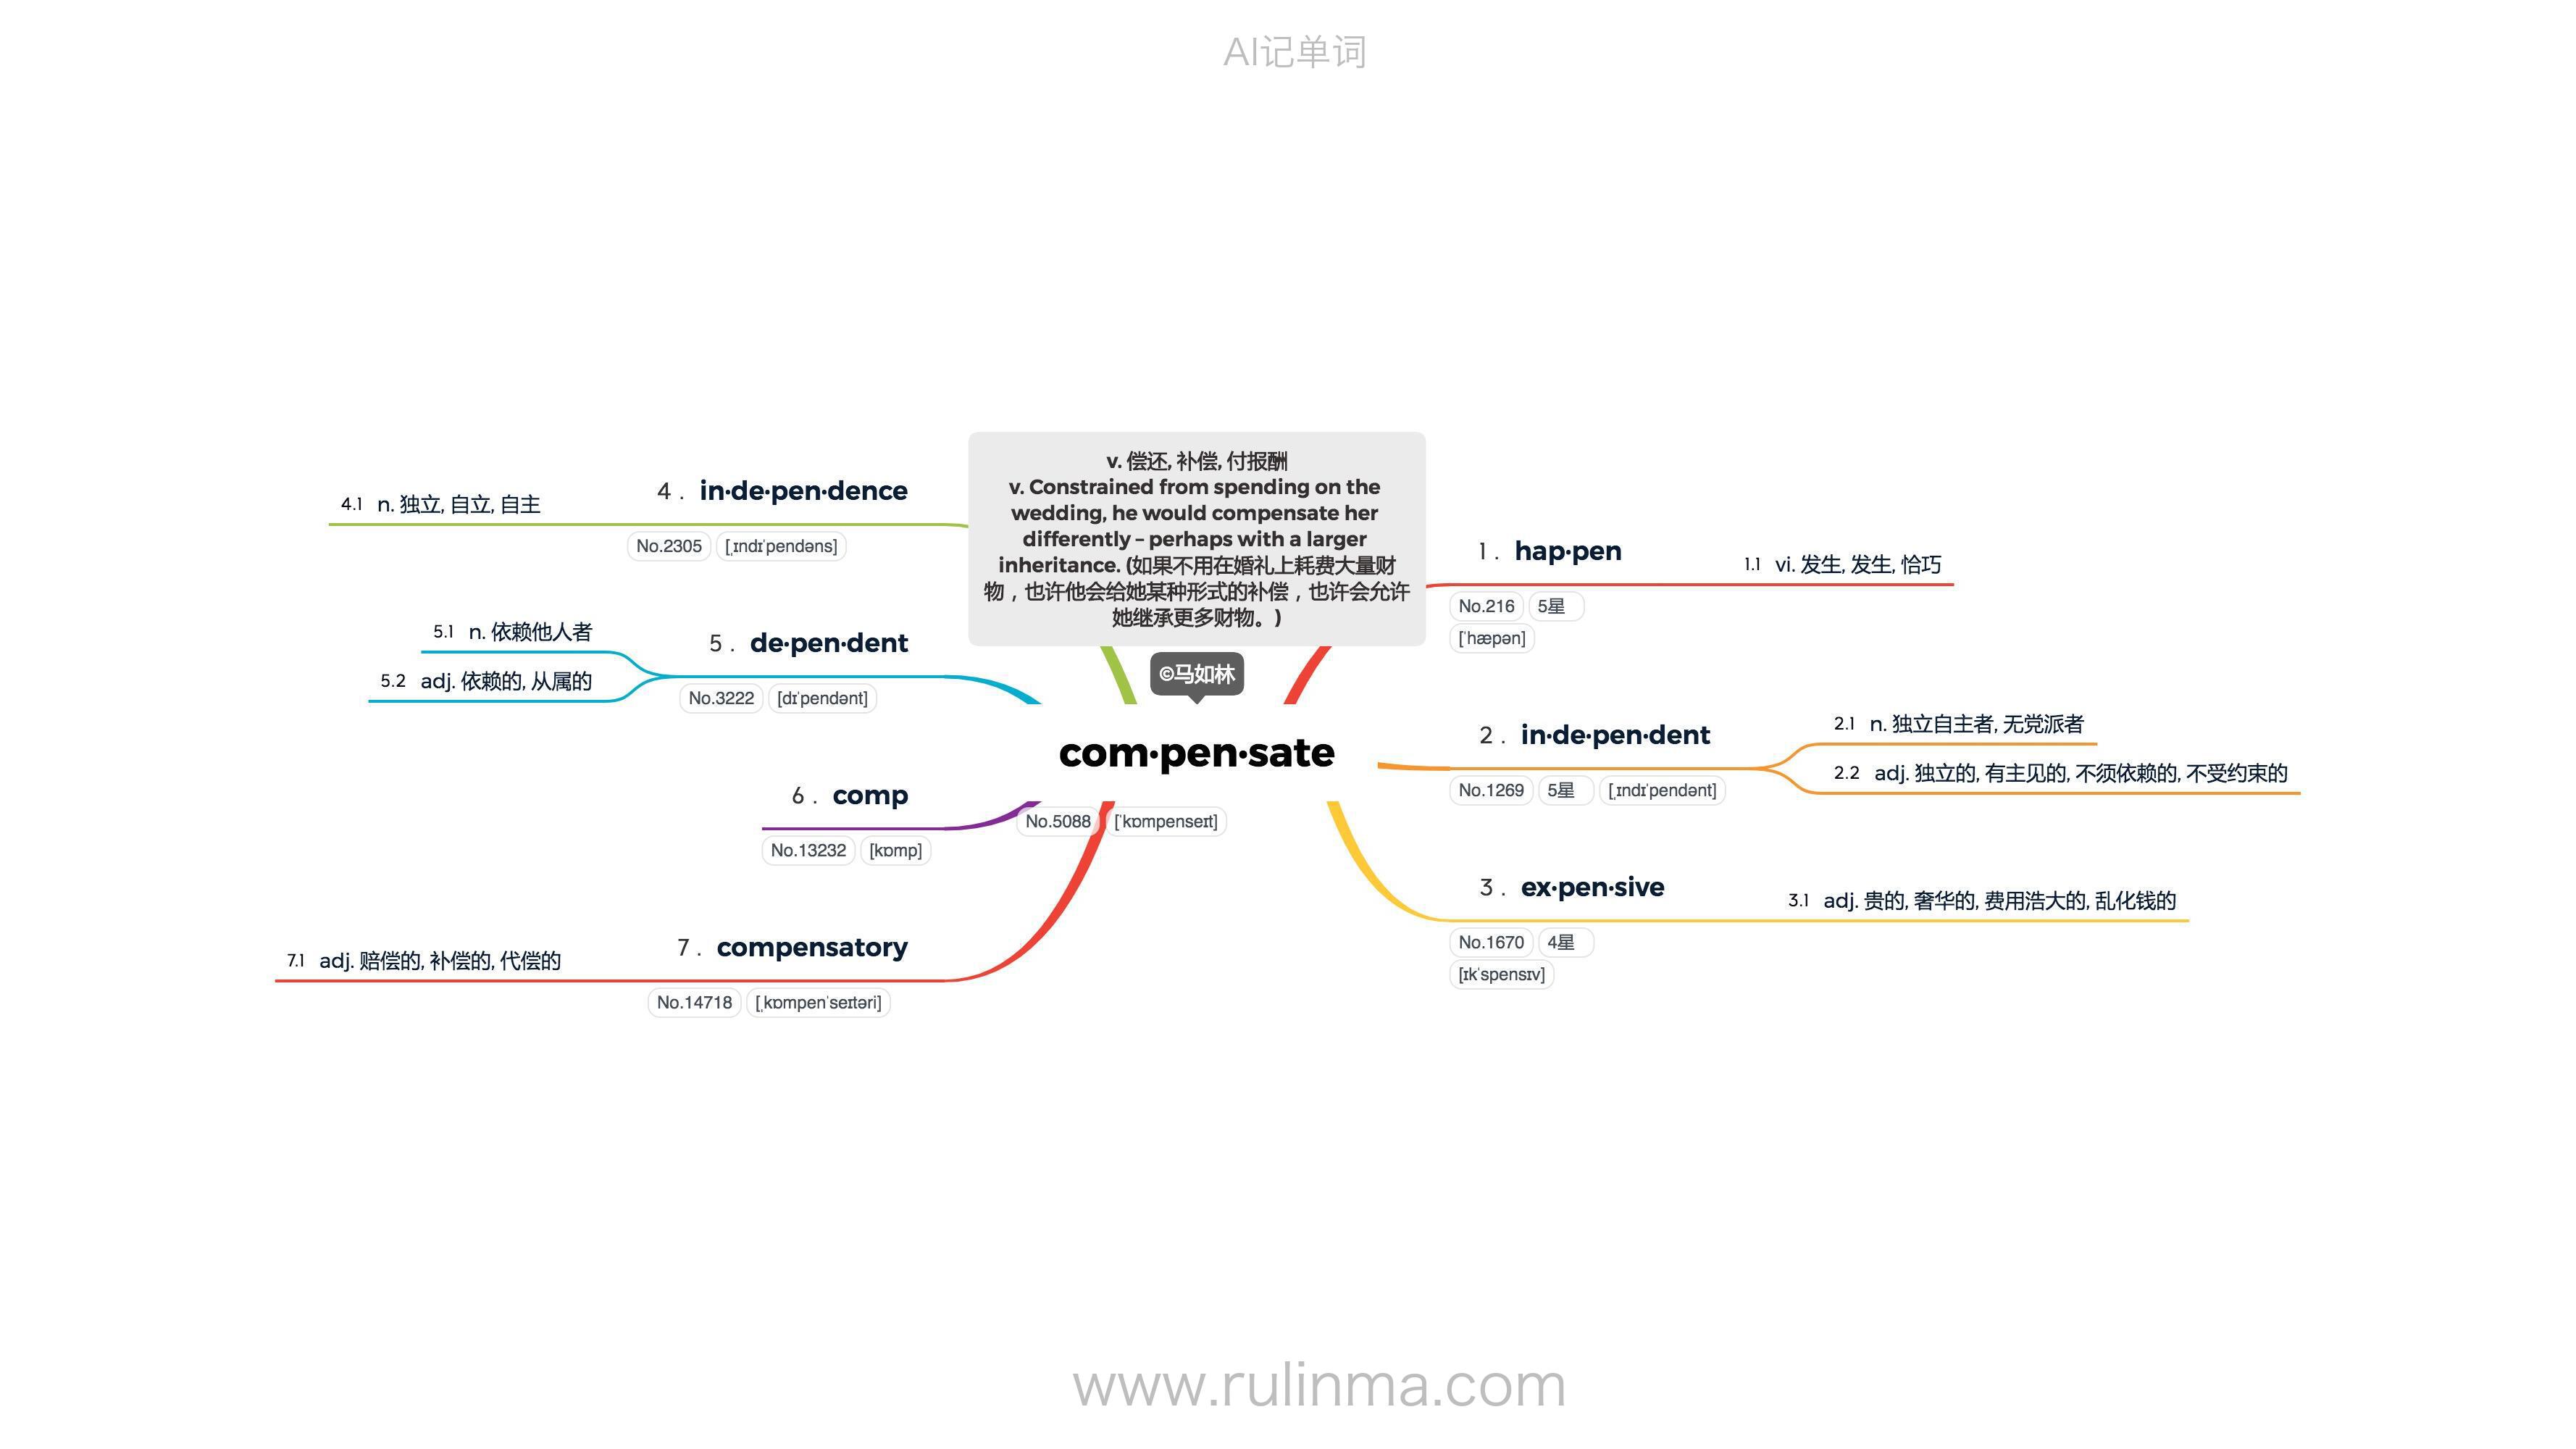 AI记单词
v. 偿还, 补偿, 付报酬
v. Constrained from spending on the
wedding, he would compensate her
differently – perhaps with a larger
inheritance. (如果不用在婚礼上耗费大量财
物，也许他会给她某种形式的补偿，也许会允许
她继承更多财物。)
©马如林
com·pen·sate
No.5088 [ˈkɒmpenseɪt]
1 . hap·pen
1.1 vi. 发生, 发生, 恰巧
No.216 5星
[ˈhæpən]
2 . in·de·pen·dent
2.1 n. 独立自主者, 无党派者
2.2 adj. 独立的, 有主见的, 不须依赖的, 不受约束的
No.1269 5星 [ˌɪndɪˈpendənt]
3 . ex·pen·sive
3.1 adj. 贵的, 奢华的, 费用浩大的, 乱化钱的
No.1670 4星
[ɪkˈspensɪv]
4 . in·de·pen·dence
4.1 n. 独立, 自立, 自主
No.2305 [ˌɪndɪˈpendəns]
5 . de·pen·dent
5.1 n. 依赖他人者
5.2 adj. 依赖的, 从属的
No.3222 [dɪˈpendənt]
6 . comp
No.13232 [kɒmp]
7 . compensatory
7.1 adj. 赔偿的, 补偿的, 代偿的
No.14718 [ˌkɒmpenˈseɪtəri]
www.rulinma.com